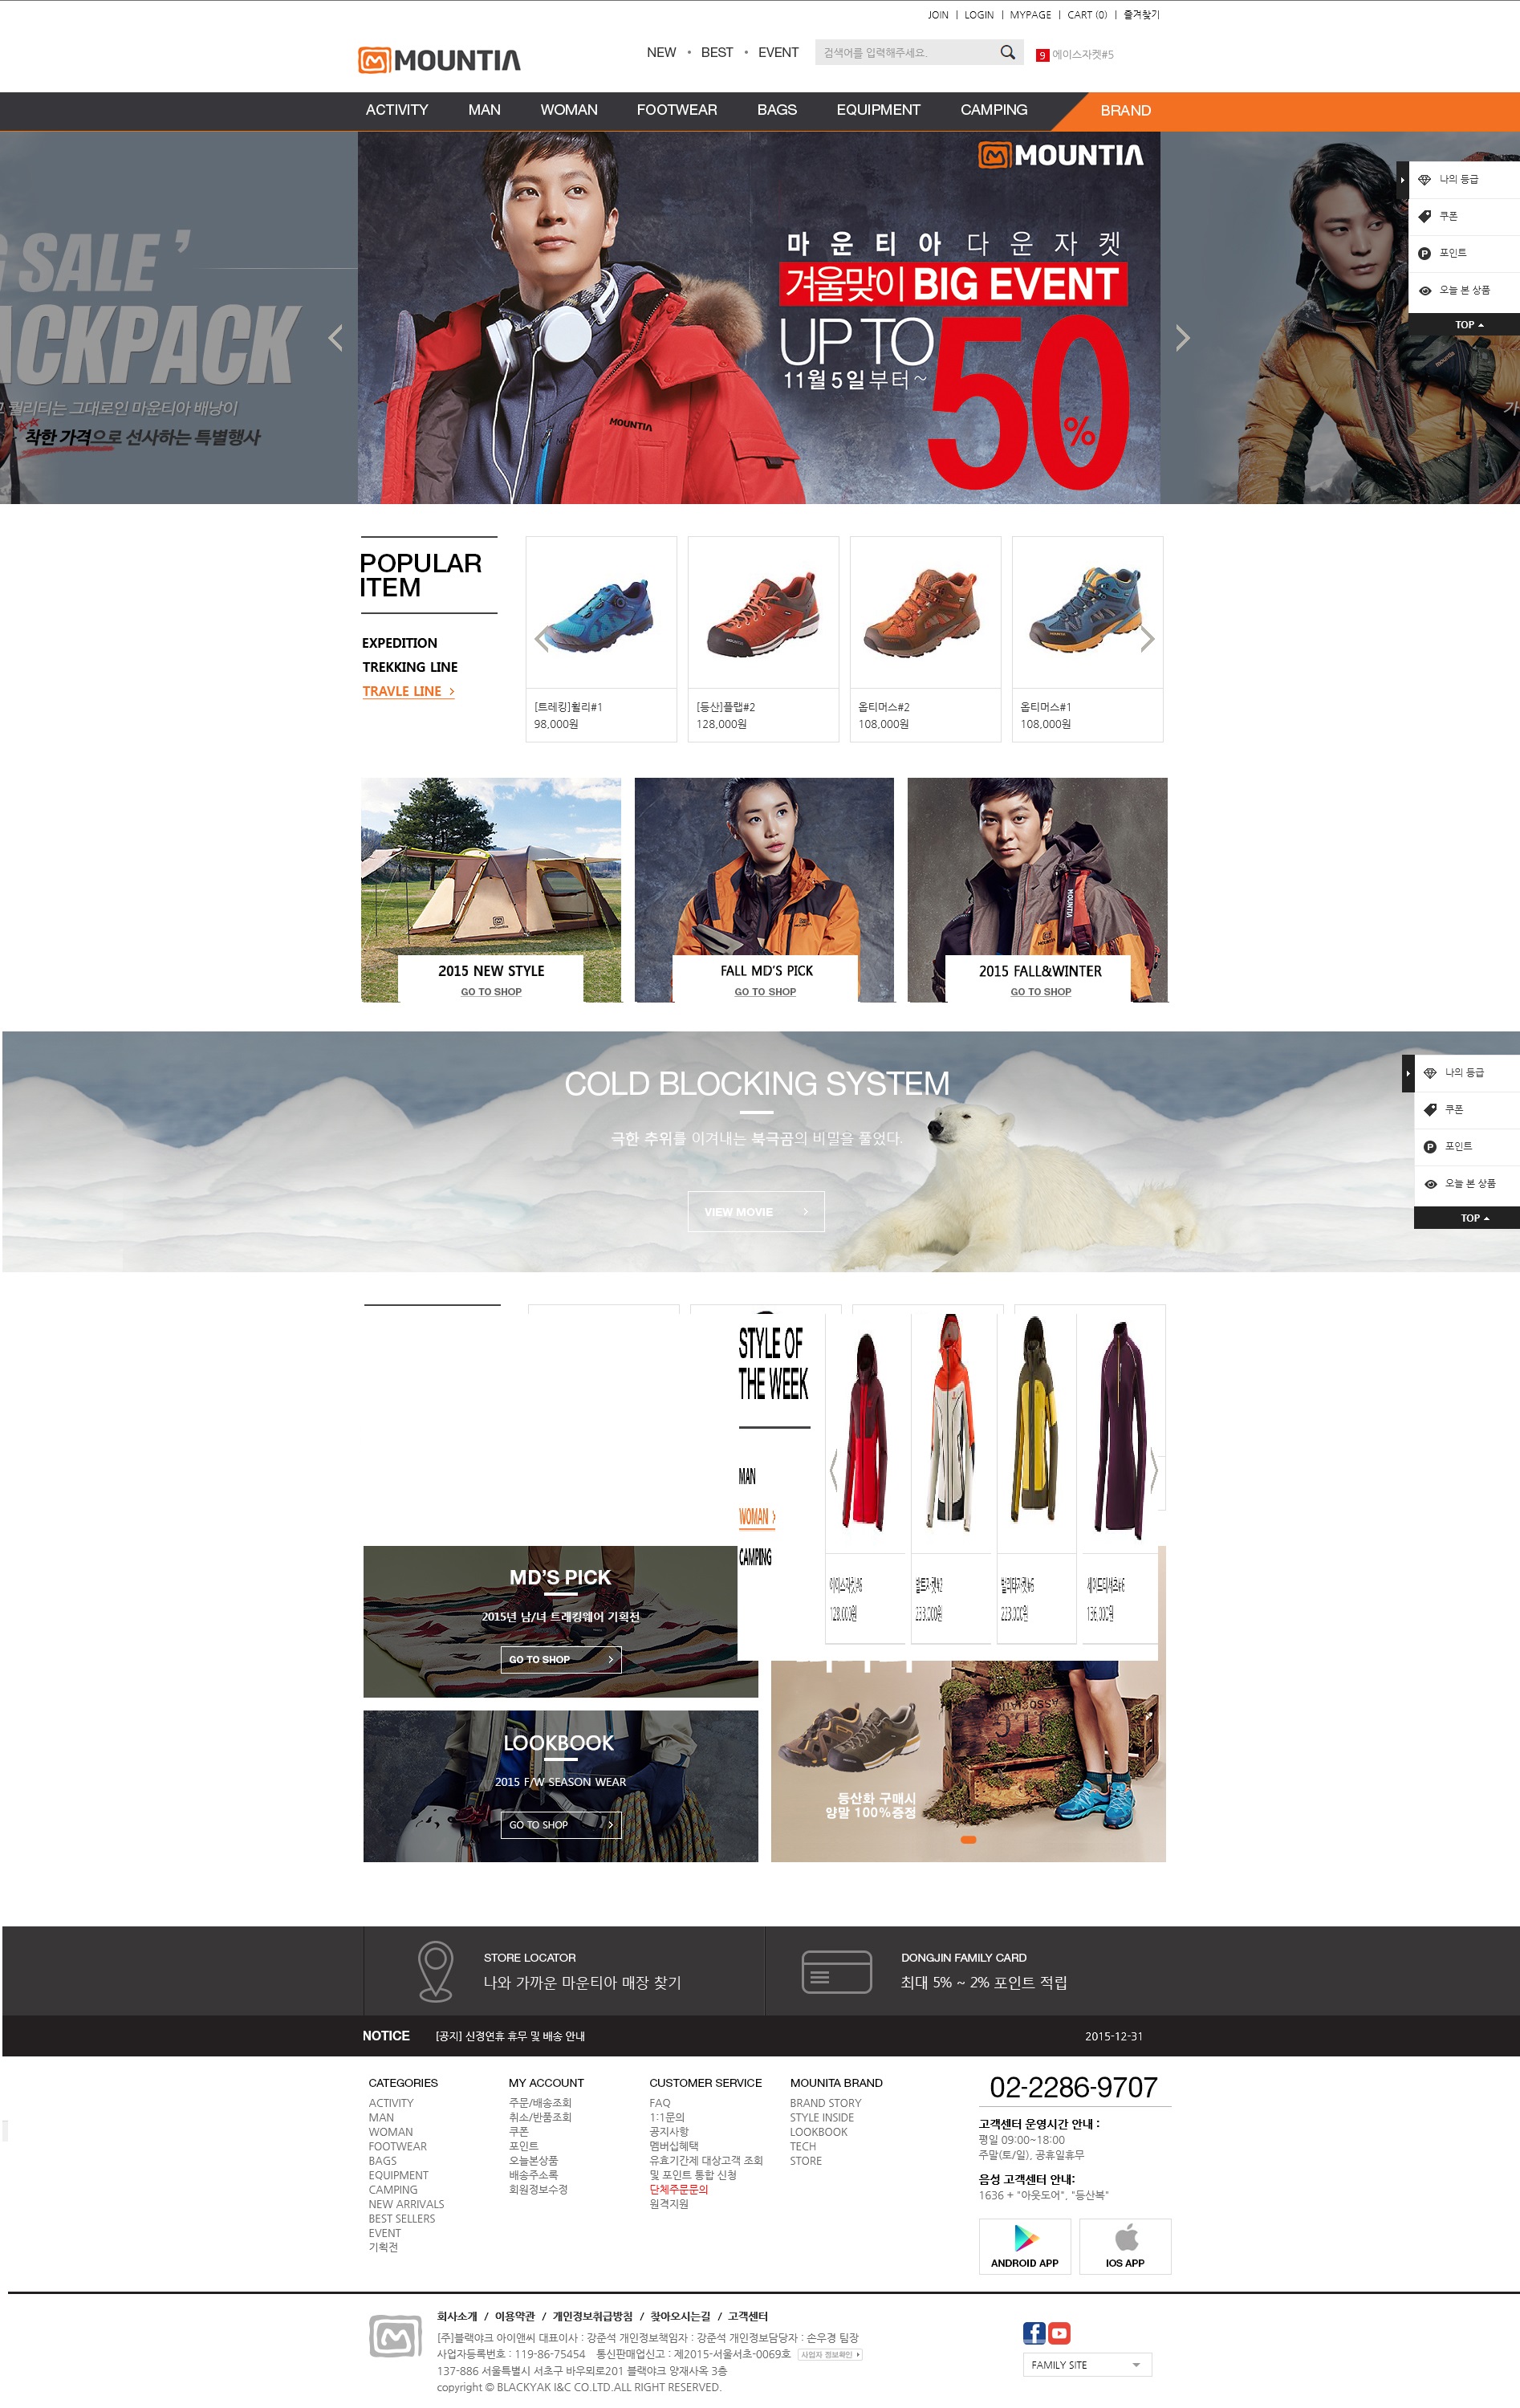 JOIN | LOGIN | MYPAGE | CART (0) | 즐겨찾기
MOUNTIA
NEW • BEST • EVENT
검색어를 입력해주세요.
9 에이스자켓#5
ACTIVITY MAN WOMAN FOOTWEAR BAGS EQUIPMENT CAMPING BRAND
SALE ’
ACKPACK
퀄리티는 그대로인 마운티아 배낭이
착한 가격으로 선사하는 특별행사
MOUNTIA
마운티아 다운자켓
겨울맞이 BIG EVENT
UP TO
11월 5일부터~
50%
MOUNTIA
나의 등급
쿠폰
포인트
오늘 본 상품
TOP
POPULAR
ITEM
EXPEDITION
TREKKING LINE
TRAVLE LINE >
[트레킹]휠리#1
98,000원
[등산]플랩#2
128,000원
옵티머스#2
108,000원
옵티머스#1
108,000원
2015 NEW STYLE
GO TO SHOP
FALL MD'S PICK
GO TO SHOP
MOUNTIA
2015 FALL&WINTER
GO TO SHOP
COLD BLOCKING SYSTEM
극한 추위를 이겨내는 북극곰의 비밀을 풀었다.
VIEW MOVIE >
나의 등급
쿠폰
포인트
오늘 본 상품
TOP
STYLE OF
THE WEEK
MAN
WOMAN >
CAMPING
에이스자켓#6
128,000원
볼트자켓#2
233,000원
빌리타자켓#6
223,000원
세이드티셔츠#6
136,000원
MD'S PICK
2015년 남/녀 트래킹웨어 기획전
GO TO SHOP >
LOOKBOOK
2015 F/W SEASON WEAR
GO TO SHOP >
등산화 구매시
양말 100%증정
STORE LOCATOR
나와 가까운 마운티아 매장 찾기
DONGJIN FAMILY CARD
최대 5% ~ 2% 포인트 적립
NOTICE [공지] 신정연휴 휴무 및 배송 안내 2015-12-31
CATEGORIES
ACTIVITY
MAN
WOMAN
FOOTWEAR
BAGS
EQUIPMENT
CAMPING
NEW ARRIVALS
BEST SELLERS
EVENT
기획전
MY ACCOUNT
주문/배송조회
취소/반품조회
쿠폰
포인트
오늘본상품
배송주소록
회원정보수정
CUSTOMER SERVICE
FAQ
1:1문의
공지사항
멤버십혜택
유효기간제 대상고객 조회
및 포인트 통합 신청
단체주문문의
원격지원
MOUNITA BRAND
BRAND STORY
STYLE INSIDE
LOOKBOOK
TECH
STORE
02-2286-9707
고객센터 운영시간 안내 :
평일 09:00~18:00
주말(토/일), 공휴일휴무
음성 고객센터 안내:
1636 + "아웃도어", "등산복"
ANDROID APP
IOS APP
회사소개 / 이용약관 / 개인정보취급방침 / 찾아오시는길 / 고객센터
[주]블랙야크 아이앤씨 대표이사 : 강준석 개인정보책임자 : 강준석 개인정보담당자 : 손우경 팀장
사업자등록번호 : 119-86-75454 통신판매업신고 : 제2015-서울서초-0069호 사업자 정보확인
137-886 서울특별시 서초구 바우뫼로201 블랙야크 양재사옥 3층
copyright © BLACKYAK I&C CO.LTD.ALL RIGHT RESERVED.
FAMILY SITE